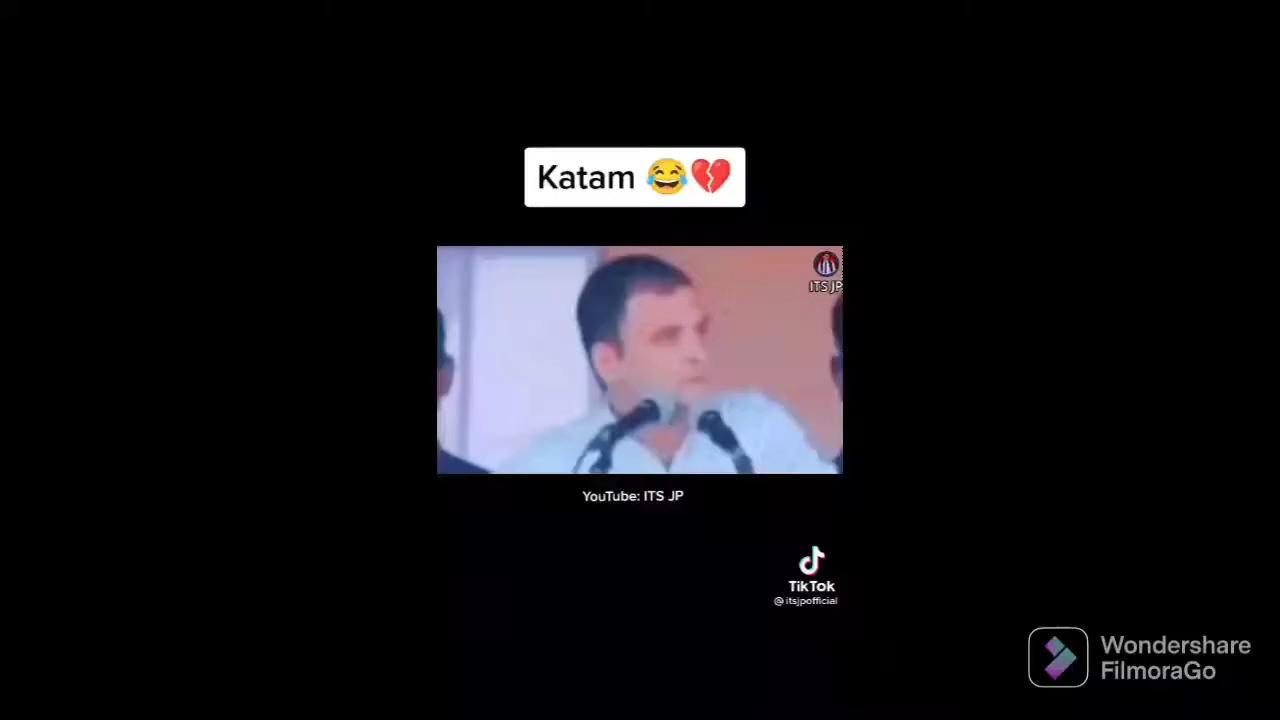 Katam 😂💔
ITS JP
YouTube: ITS JP
TikTok
@itsjpofficial
Wondershare
FilmoraGo